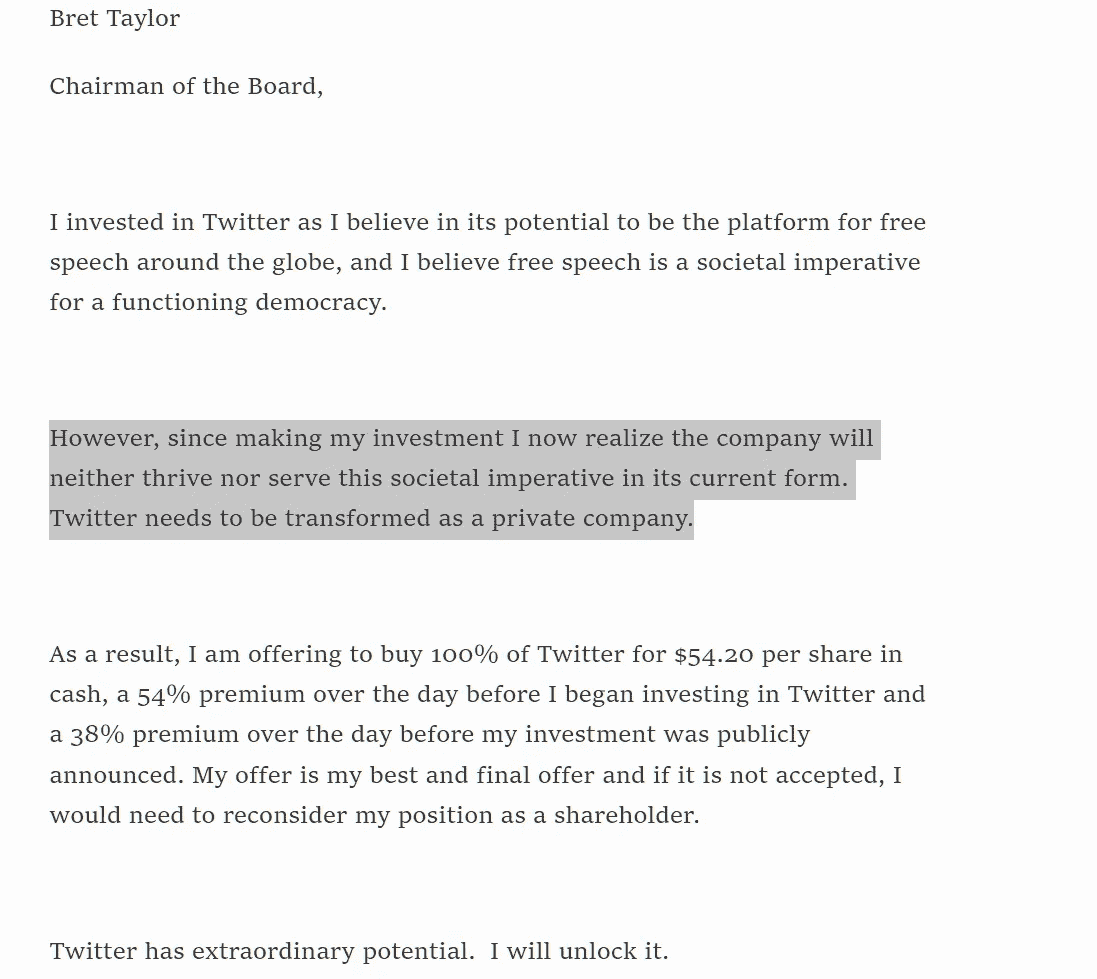 Bret Taylor
Chairman of the Board,
I invested in Twitter as I believe in its potential to be the platform for free
speech around the globe, and I believe free speech is a societal imperative
for a functioning democracy.
However, since making my investment I now realize the company will
neither thrive nor serve this societal imperative in its current form.
Twitter needs to be transformed as a private company.
As a result, I am offering to buy 100% of Twitter for $54.20 per share in
cash, a 54% premium over the day before I began investing in Twitter and
a 38% premium over the day before my investment was publicly
announced. My offer is my best and final offer and if it is not accepted, I
would need to reconsider my position as a shareholder.
Twitter has extraordinary potential.  I will unlock it.